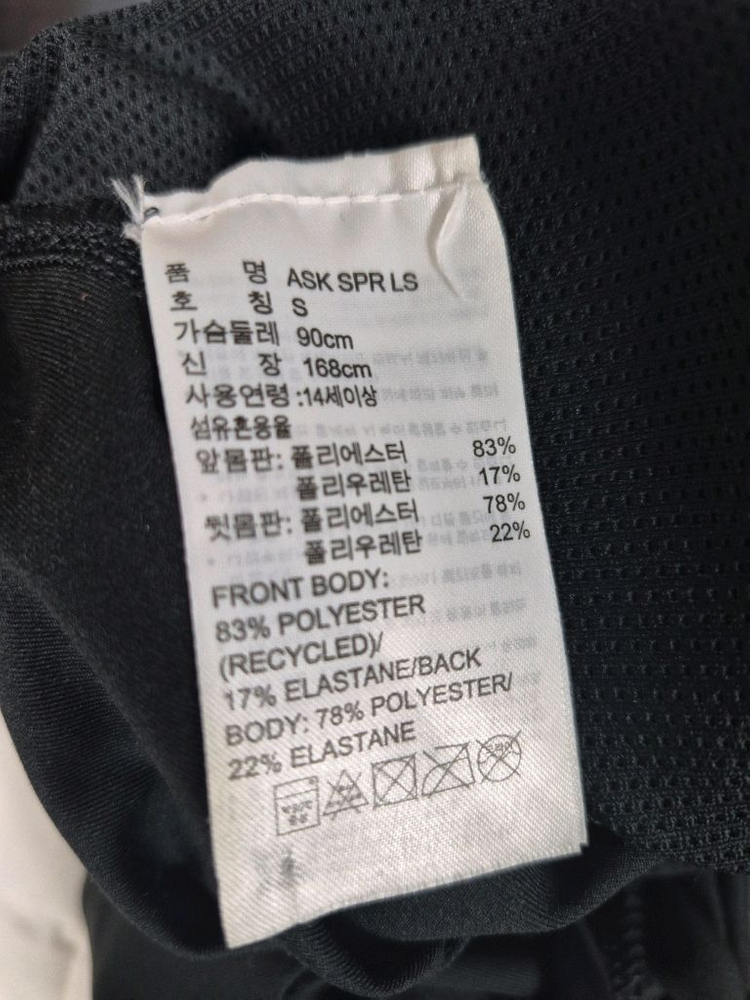 품 명 ASK SPR LS
호 칭 S
가슴둘레 90cm
신 장 168cm
사용연령 :14세이상
섬유혼용율
앞몸판: 폴리에스터 83%
폴리우레탄 17%
뒷몸판: 폴리에스터 78%
폴리우레탄 22%
FRONT BODY:
83% POLYESTER
(RECYCLED)/
17% ELASTANE/BACK
BODY: 78% POLYESTER/
22% ELASTANE